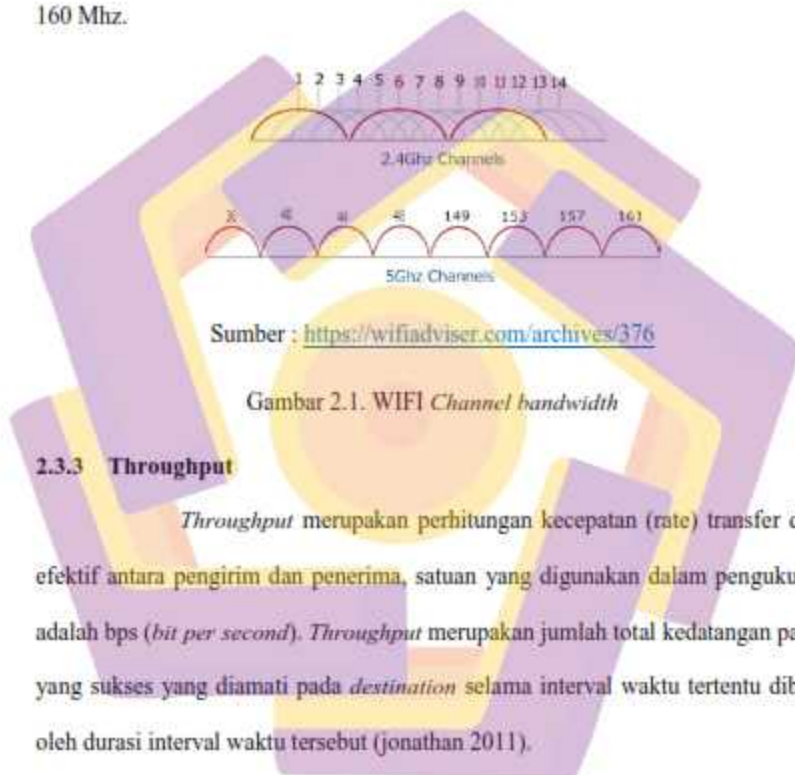 160 Mhz.
1 2 3 4 5 6 7 8 9 10 11 12 13 14
2.4Ghz Channels
149 153 157 161
5Ghz Channels
Sumber : https://wifiadviser.com/archives/376
Gambar 2.1. WIFI Channel bandwidth
2.3.3 Throughput
Throughput merupakan perhitungan kecepatan (rate) transfer
efektif antara pengirim dan penerima, satuan yang digunakan dalam
adalah bps (bit per second). Throughput merupakan jumlah total kedatangan
yang sukses yang diamati pada destination selama interval waktu tertentu
oleh durasi interval waktu tersebut (jonathan 2011).